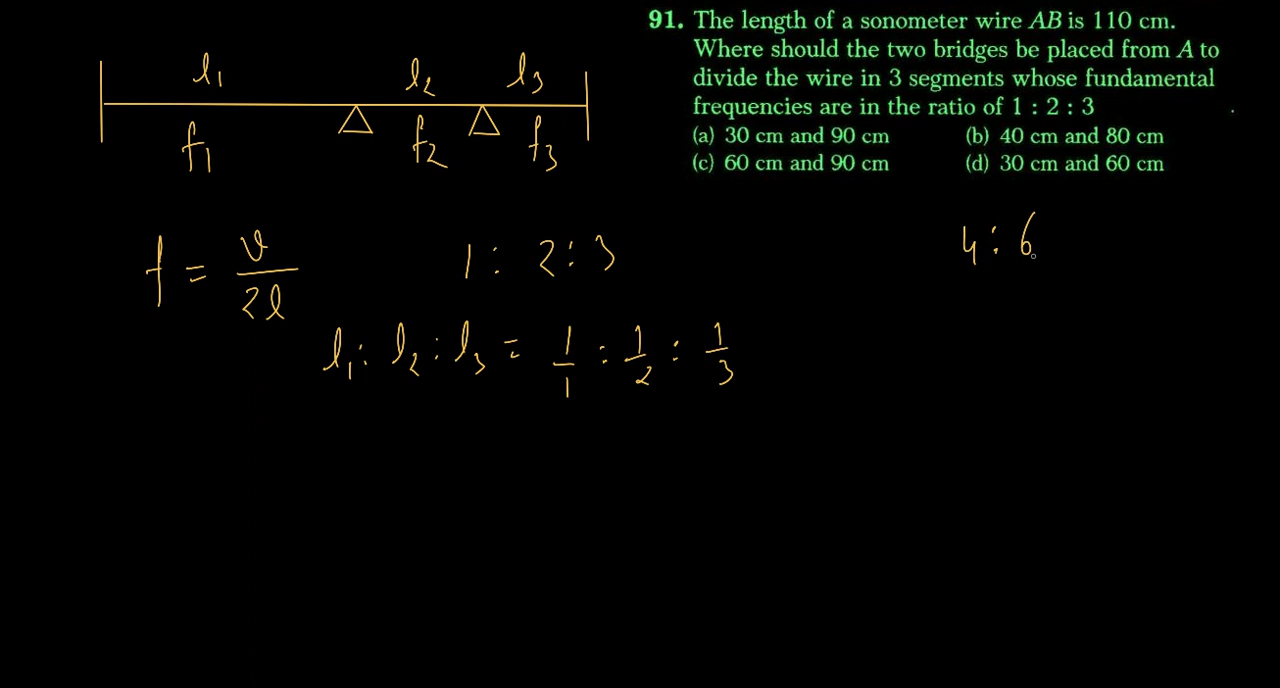 91. The length of a sonometer wire AB is 110 cm.
Where should the two bridges be placed from A to
divide the wire in 3 segments whose fundamental
frequencies are in the ratio of 1 : 2 : 3
(a) 30 cm and 90 cm (b) 40 cm and 80 cm
(c) 60 cm and 90 cm (d) 30 cm and 60 cm
l₁ l₂ l₃
f₁ f₂ f₃
f = v/2l
1 : 2 : 3
4 : 6
l₁ : l₂ : l₃ = 1/1 : 1/2 : 1/3